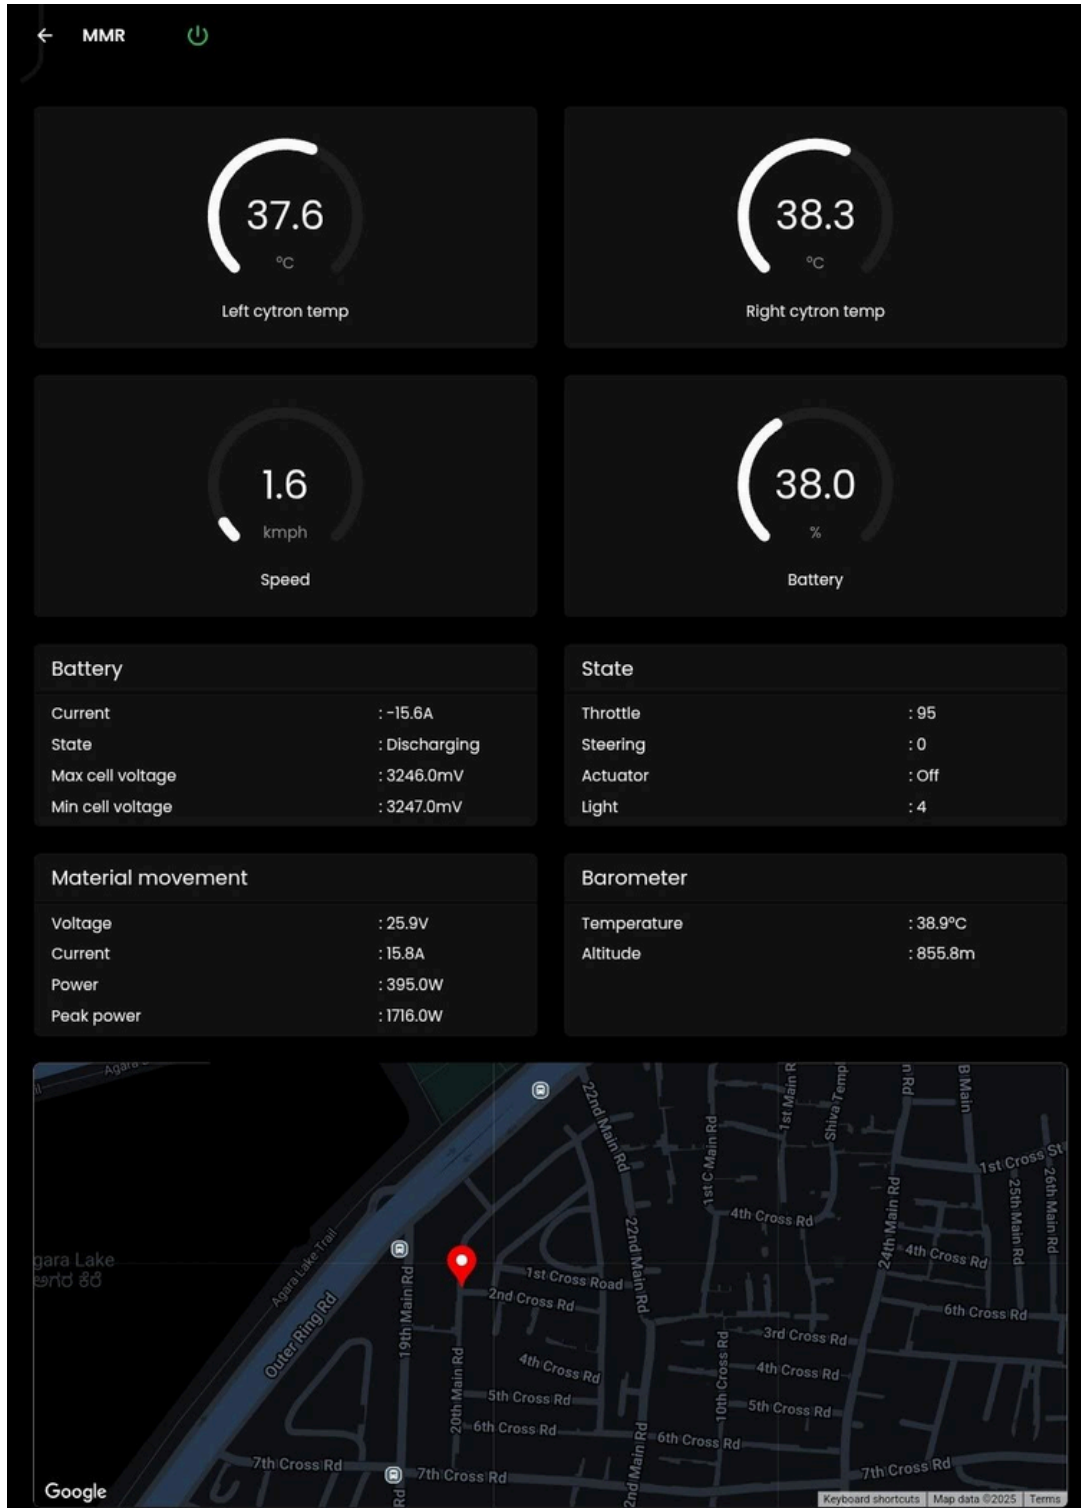 MMR
37.6
°C
Left cytron temp
38.3
°C
Right cytron temp
1.6
kmph
Speed
38.0
%
Battery
Battery
Current : -15.6A
State : Discharging
Max cell voltage : 3246.0mV
Min cell voltage : 3247.0mV
State
Throttle : 95
Steering : 0
Actuator : Off
Light : 4
Material movement
Voltage : 25.9V
Current : 15.8A
Power : 395.0W
Peak power : 1716.0W
Barometer
Temperature : 38.9°C
Altitude : 855.8m
22nd Main Rd
1st C Main Rd
1st Main R
Shiva Temp
n Rd
B Main
1st Cross St
25th Main Rd
26th Main Rd
4th Cross Rd
24th Main Rd
4th Cross Rd
gara Lake
ಅಗರ ಕೆರೆ
Agara Lake Trail
Outer Ring Rd
19th Main Rd
22nd Main Rd
1st Cross Road
2nd Cross Rd
6th Cross Rd
3rd Cross Rd
4th Cross Rd
4th Cross Rd
20th Main Rd
10th Cross Rd
5th Cross Rd
5th Cross Rd
6th Cross Rd
6th Cross Rd
2nd Main Rd
7th Cross Rd
7th Cross Rd
7th Cross Rd
Rd
Google
Keyboard shortcuts
Map data ©2025
Terms